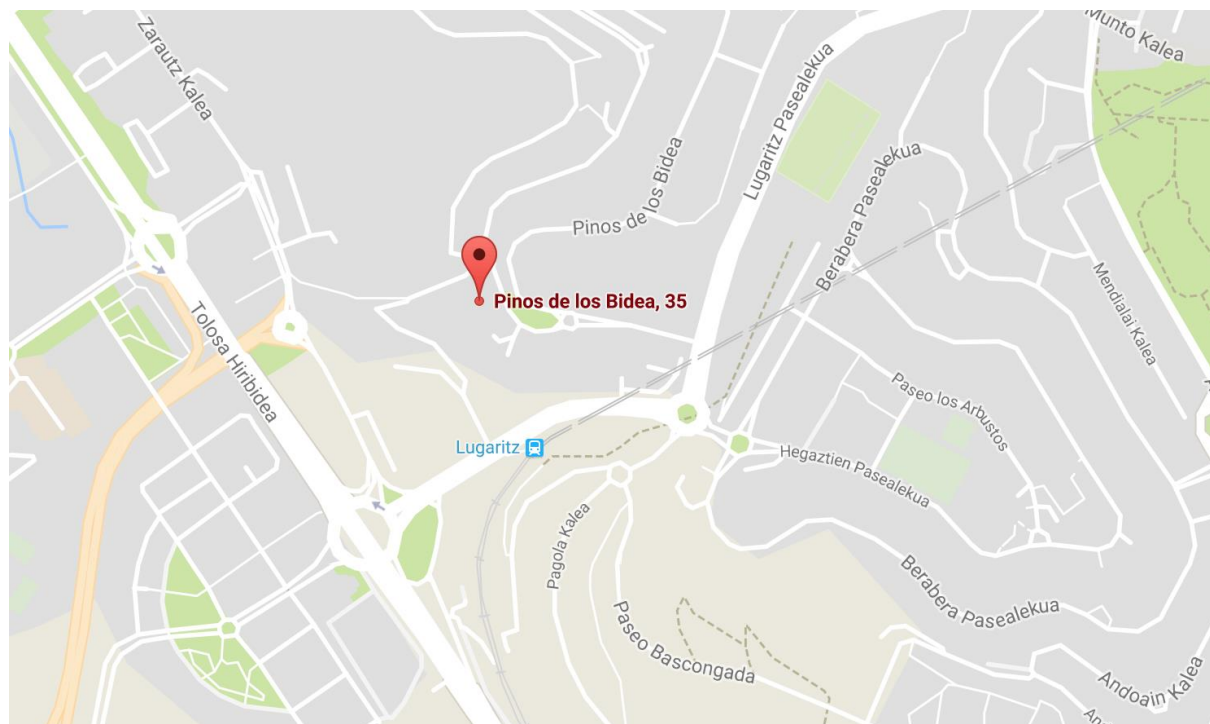 Munto Kalea
Zarautz Kalea
Lugaritz Pasealekua
Berabera Pasealekua
Pinos de los Bidea
Mendialai Kalea
Pinos de los Bidea, 35
Tolosa Hiribidea
Paseo los Arbustos
Lugaritz
Hegaztien Pasealekua
Pagola Kalea
Berabera Pasealekua
Paseo Bascongada
Andoain Kalea